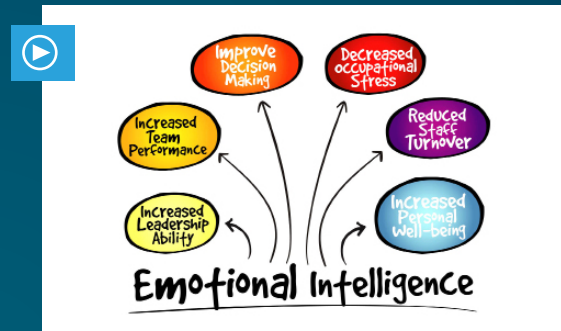 Improve
Decision
Making
Decreased
Occupational
Stress
Increased
Team
Performance
Reduced
Staff
Turnover
Increased
Leadership
Ability
Increased
Personal
Well-being
Emotional Intelligence